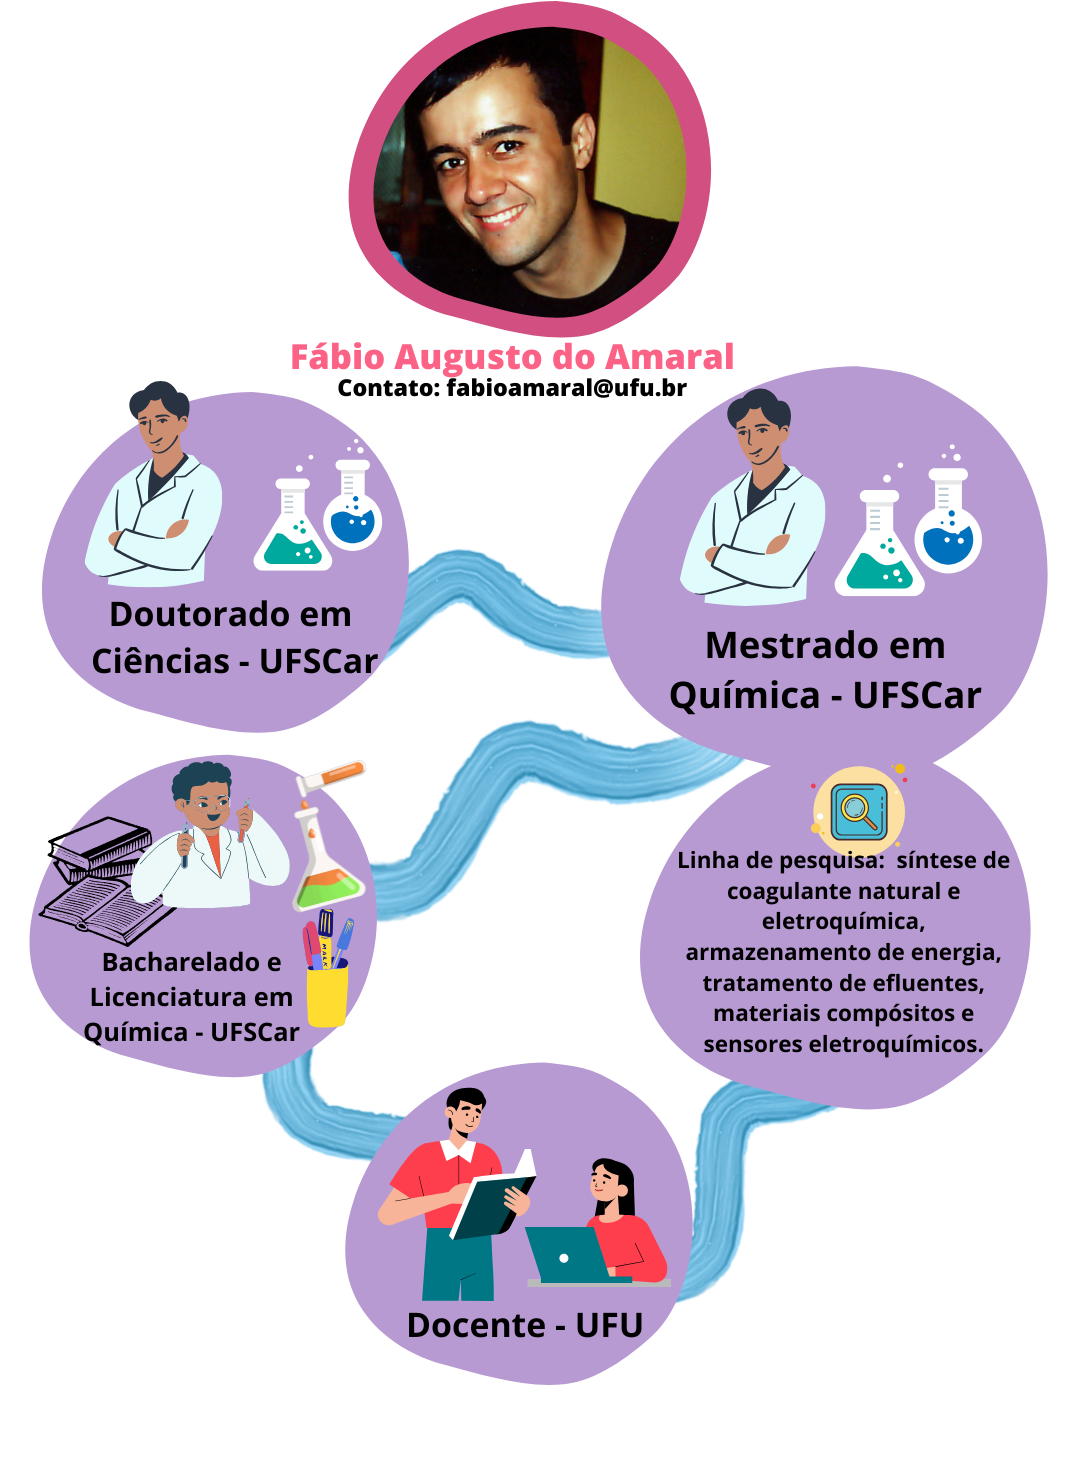 Fábio Augusto do Amaral
Contato: fabioamaral@ufu.br
Doutorado em
Ciências - UFSCar
Mestrado em
Química - UFSCar
Bacharelado e
Licenciatura em
Química - UFSCar
Linha de pesquisa:  síntese de
coagulante natural e
eletroquímica,
armazenamento de energia,
tratamento de efluentes,
materiais compósitos e
sensores eletroquímicos.
Docente - UFU